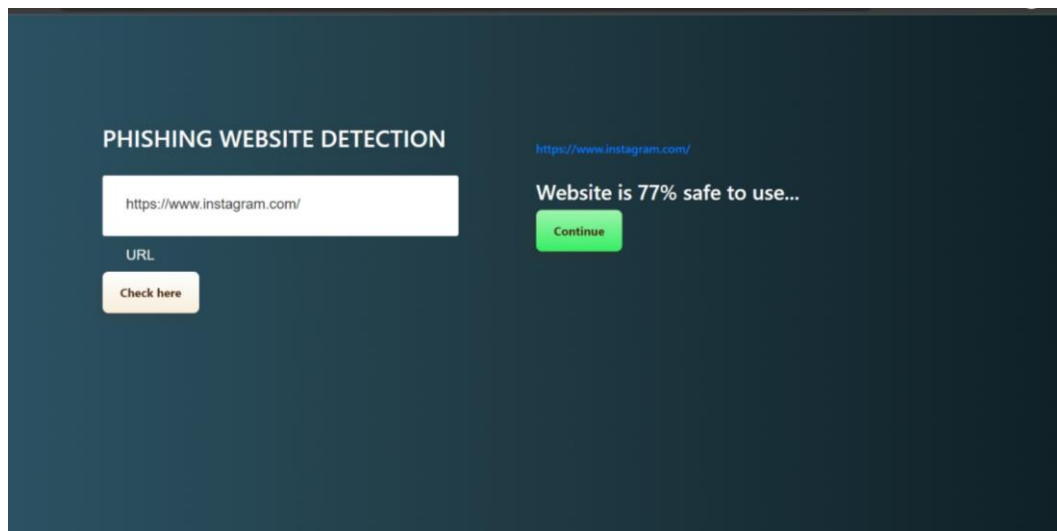 PHISHING WEBSITE DETECTION
https://www.instagram.com/
URL
Check here
https://www.instagram.com/
Website is 77% safe to use...
Continue